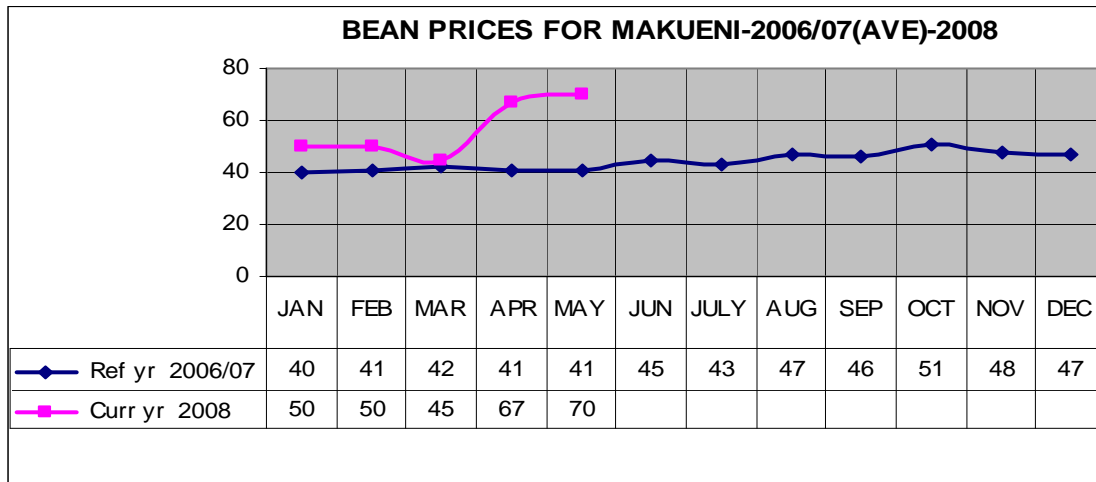 BEAN PRICES FOR MAKUENI-2006/07(AVE)-2008
80
60
40
20
0
JAN FEB MAR APR MAY JUN JULY AUG SEP OCT NOV DEC
Ref yr 2006/07 40 41 42 41 41 45 43 47 46 51 48 47
Curr yr 2008 50 50 45 67 70